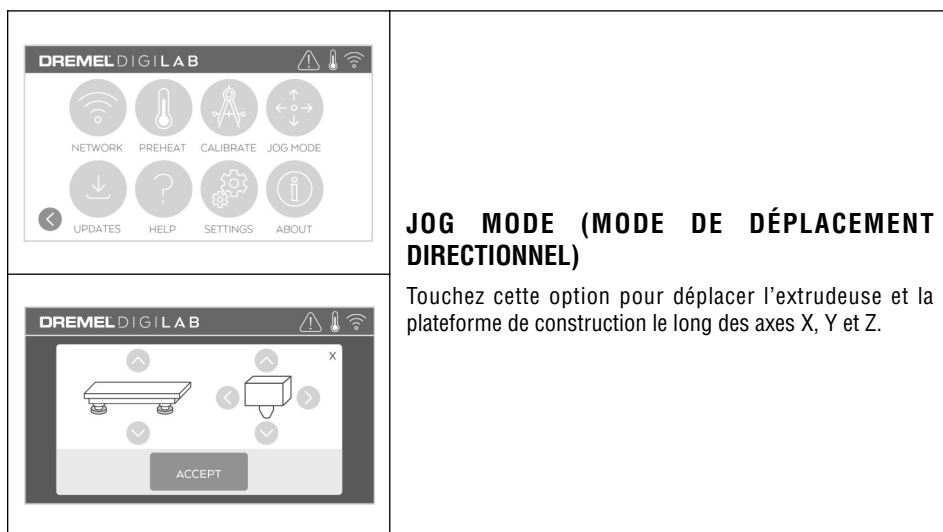 DREMEL DIGILAB
NETWORK PREHEAT CALIBRATE JOG MODE
UPDATES HELP SETTINGS ABOUT
DREMEL DIGILAB
X
ACCEPT
JOG MODE (MODE DE DÉPLACEMENT
DIRECTIONNEL)
Touchez cette option pour déplacer l’extrudeuse et la
plateforme de construction le long des axes X, Y et Z.